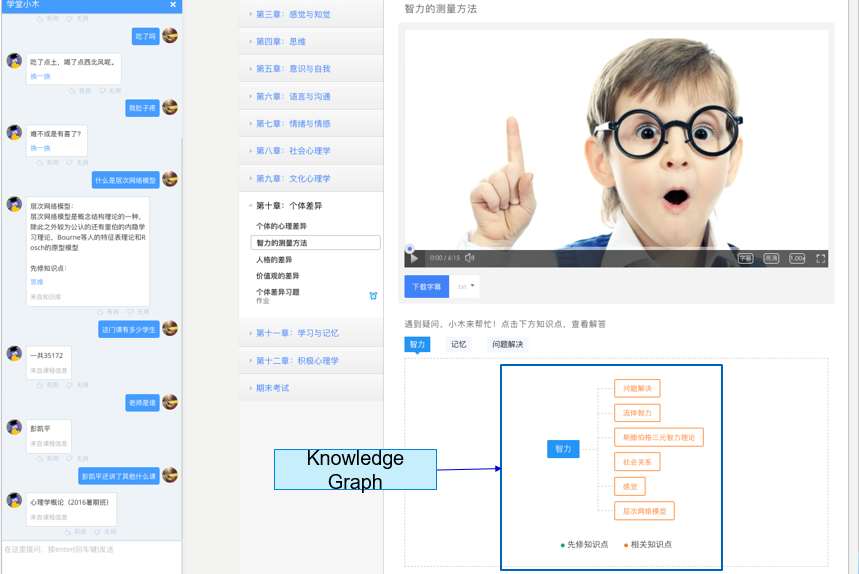 学堂小木 ×
有用 无用
吃了吗
吃了点土，喝了点西北风呢。
换一换
有用 无用
我肚子疼
难不成是有喜了？
换一换
有用 无用
什么是层次网络模型
层次网络模型：
层次网络模型是概念结构理论的一种，
除此之外较为公认的还有里伯的内隐学
习理论，Bourne等人的特征表理论和R
osch的原型模型
先修知识点：
思维
来自知识库
有用 无用
这门课有多少学生
一共35172
来自课程信息
有用 无用
老师是谁
彭凯平
来自课程信息
有用 无用
彭凯平还讲了其他什么课
心理学概论（2016暑期班）
来自课程信息
有用 无用
在这里提问，按enter(回车键)发送
第三章：感觉与知觉
第四章：思维
第五章：意识与自我
第六章：语言与沟通
第七章：情绪与情感
第八章：社会心理学
第九章：文化心理学
第十章：个体差异
个体的心理差异
智力的测量方法
人格的差异
价值观的差异
个体差异习题
作业
第十一章：学习与记忆
第十二章：积极心理学
期末考试
智力的测量方法
0:00 / 6:15 字幕 高清 1.00x
下载字幕 .txt
遇到疑问，小木来帮忙！点击下方知识点，查看解答
智力 记忆 问题解决
Knowledge
Graph
智力
问题解决
流体智力
斯滕伯格三元智力理论
社会关系
感觉
层次网络模型
先修知识点 相关知识点